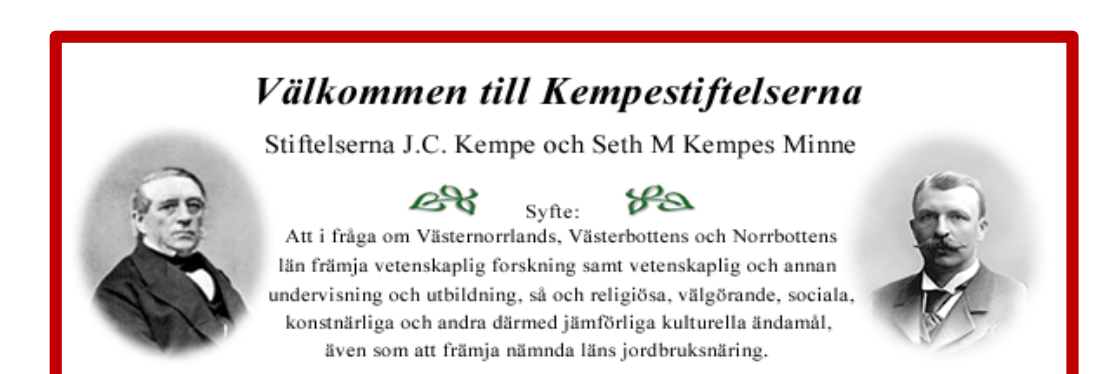 Välkommen till Kempestiftelserna
Stiftelserna J.C. Kempe och Seth M Kempes Minne
Syfte:
Att i fråga om Västernorrlands, Västerbottens och Norrbottens
län främja vetenskaplig forskning samt vetenskaplig och annan
undervisning och utbildning, så och religiösa, välgörande, sociala,
konstnärliga och andra därmed jämförliga kulturella ändamål,
även som att främja nämnda läns jordbruksnäring.